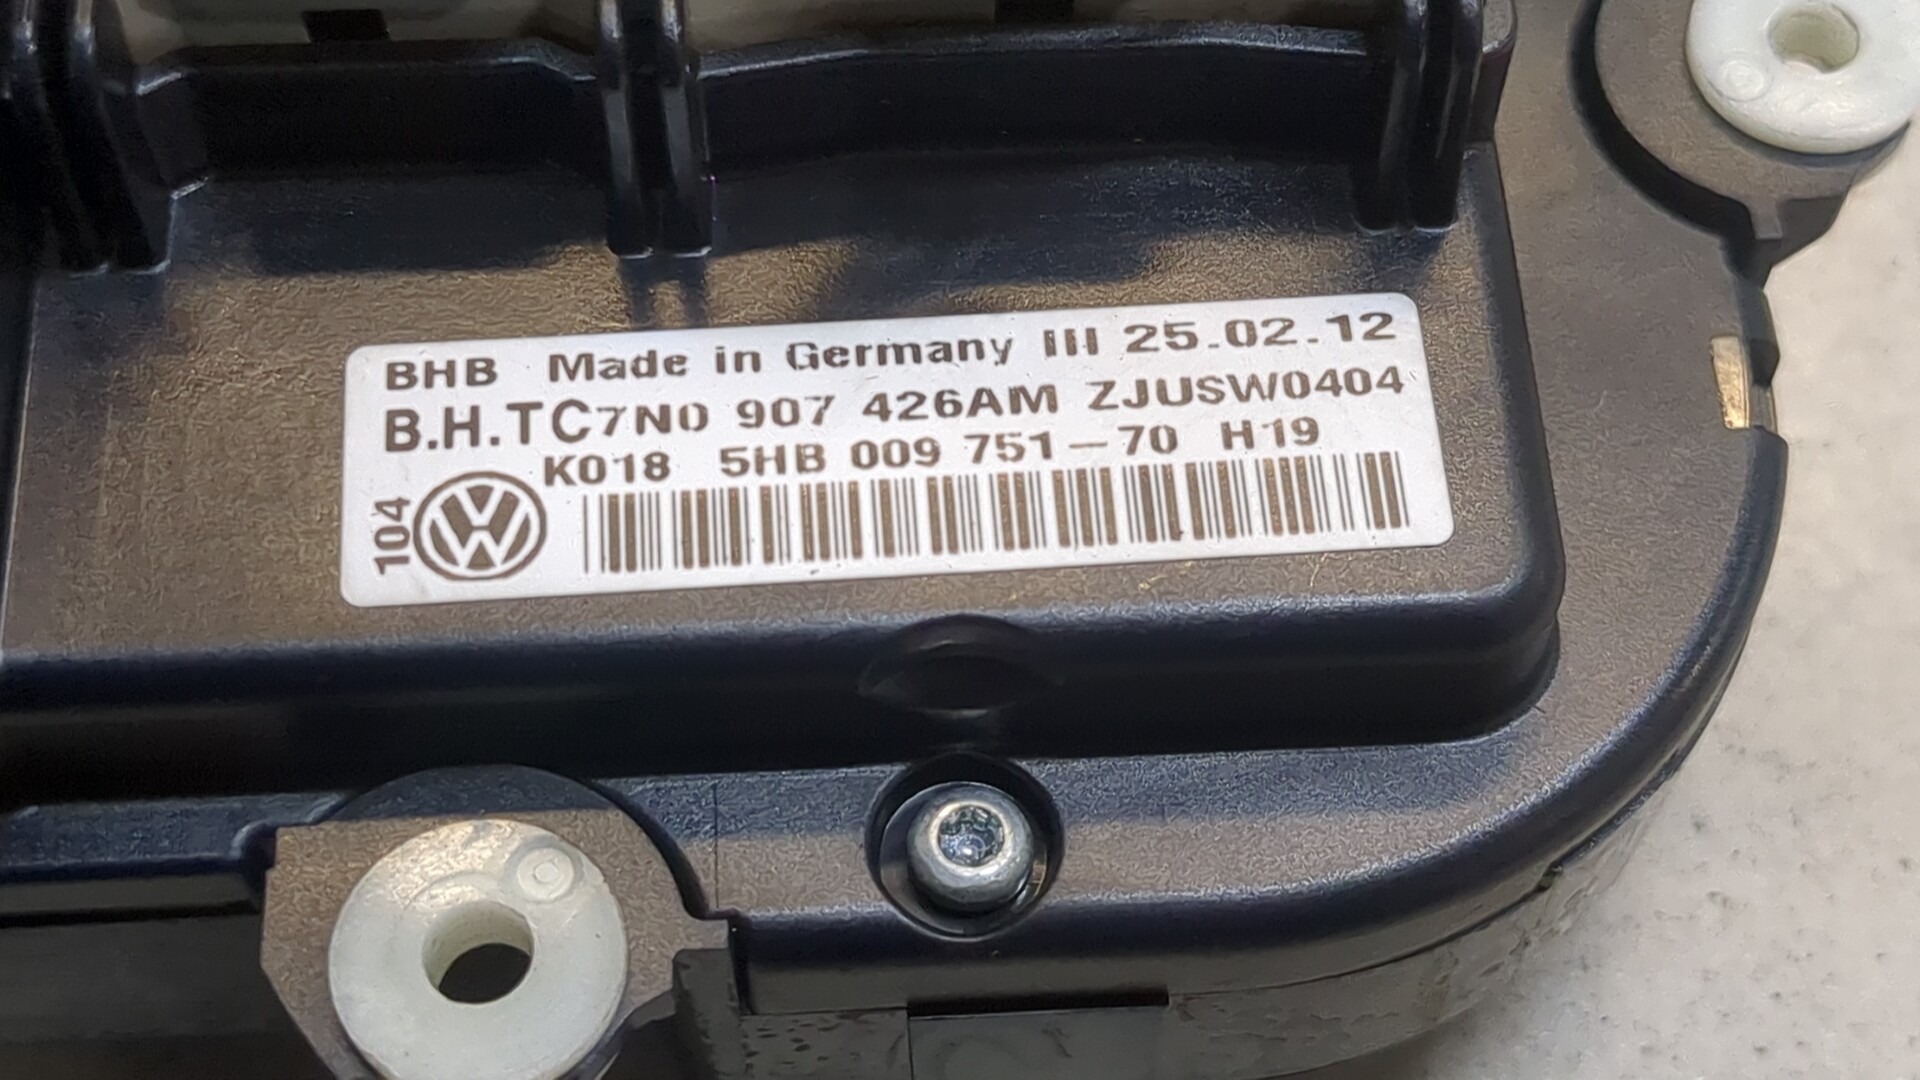 BHB Made in Germany III 25.02.12
B.H.TC7N0 907 426AM ZJUSW0404
K018 5HB 009 751-70 H19
104